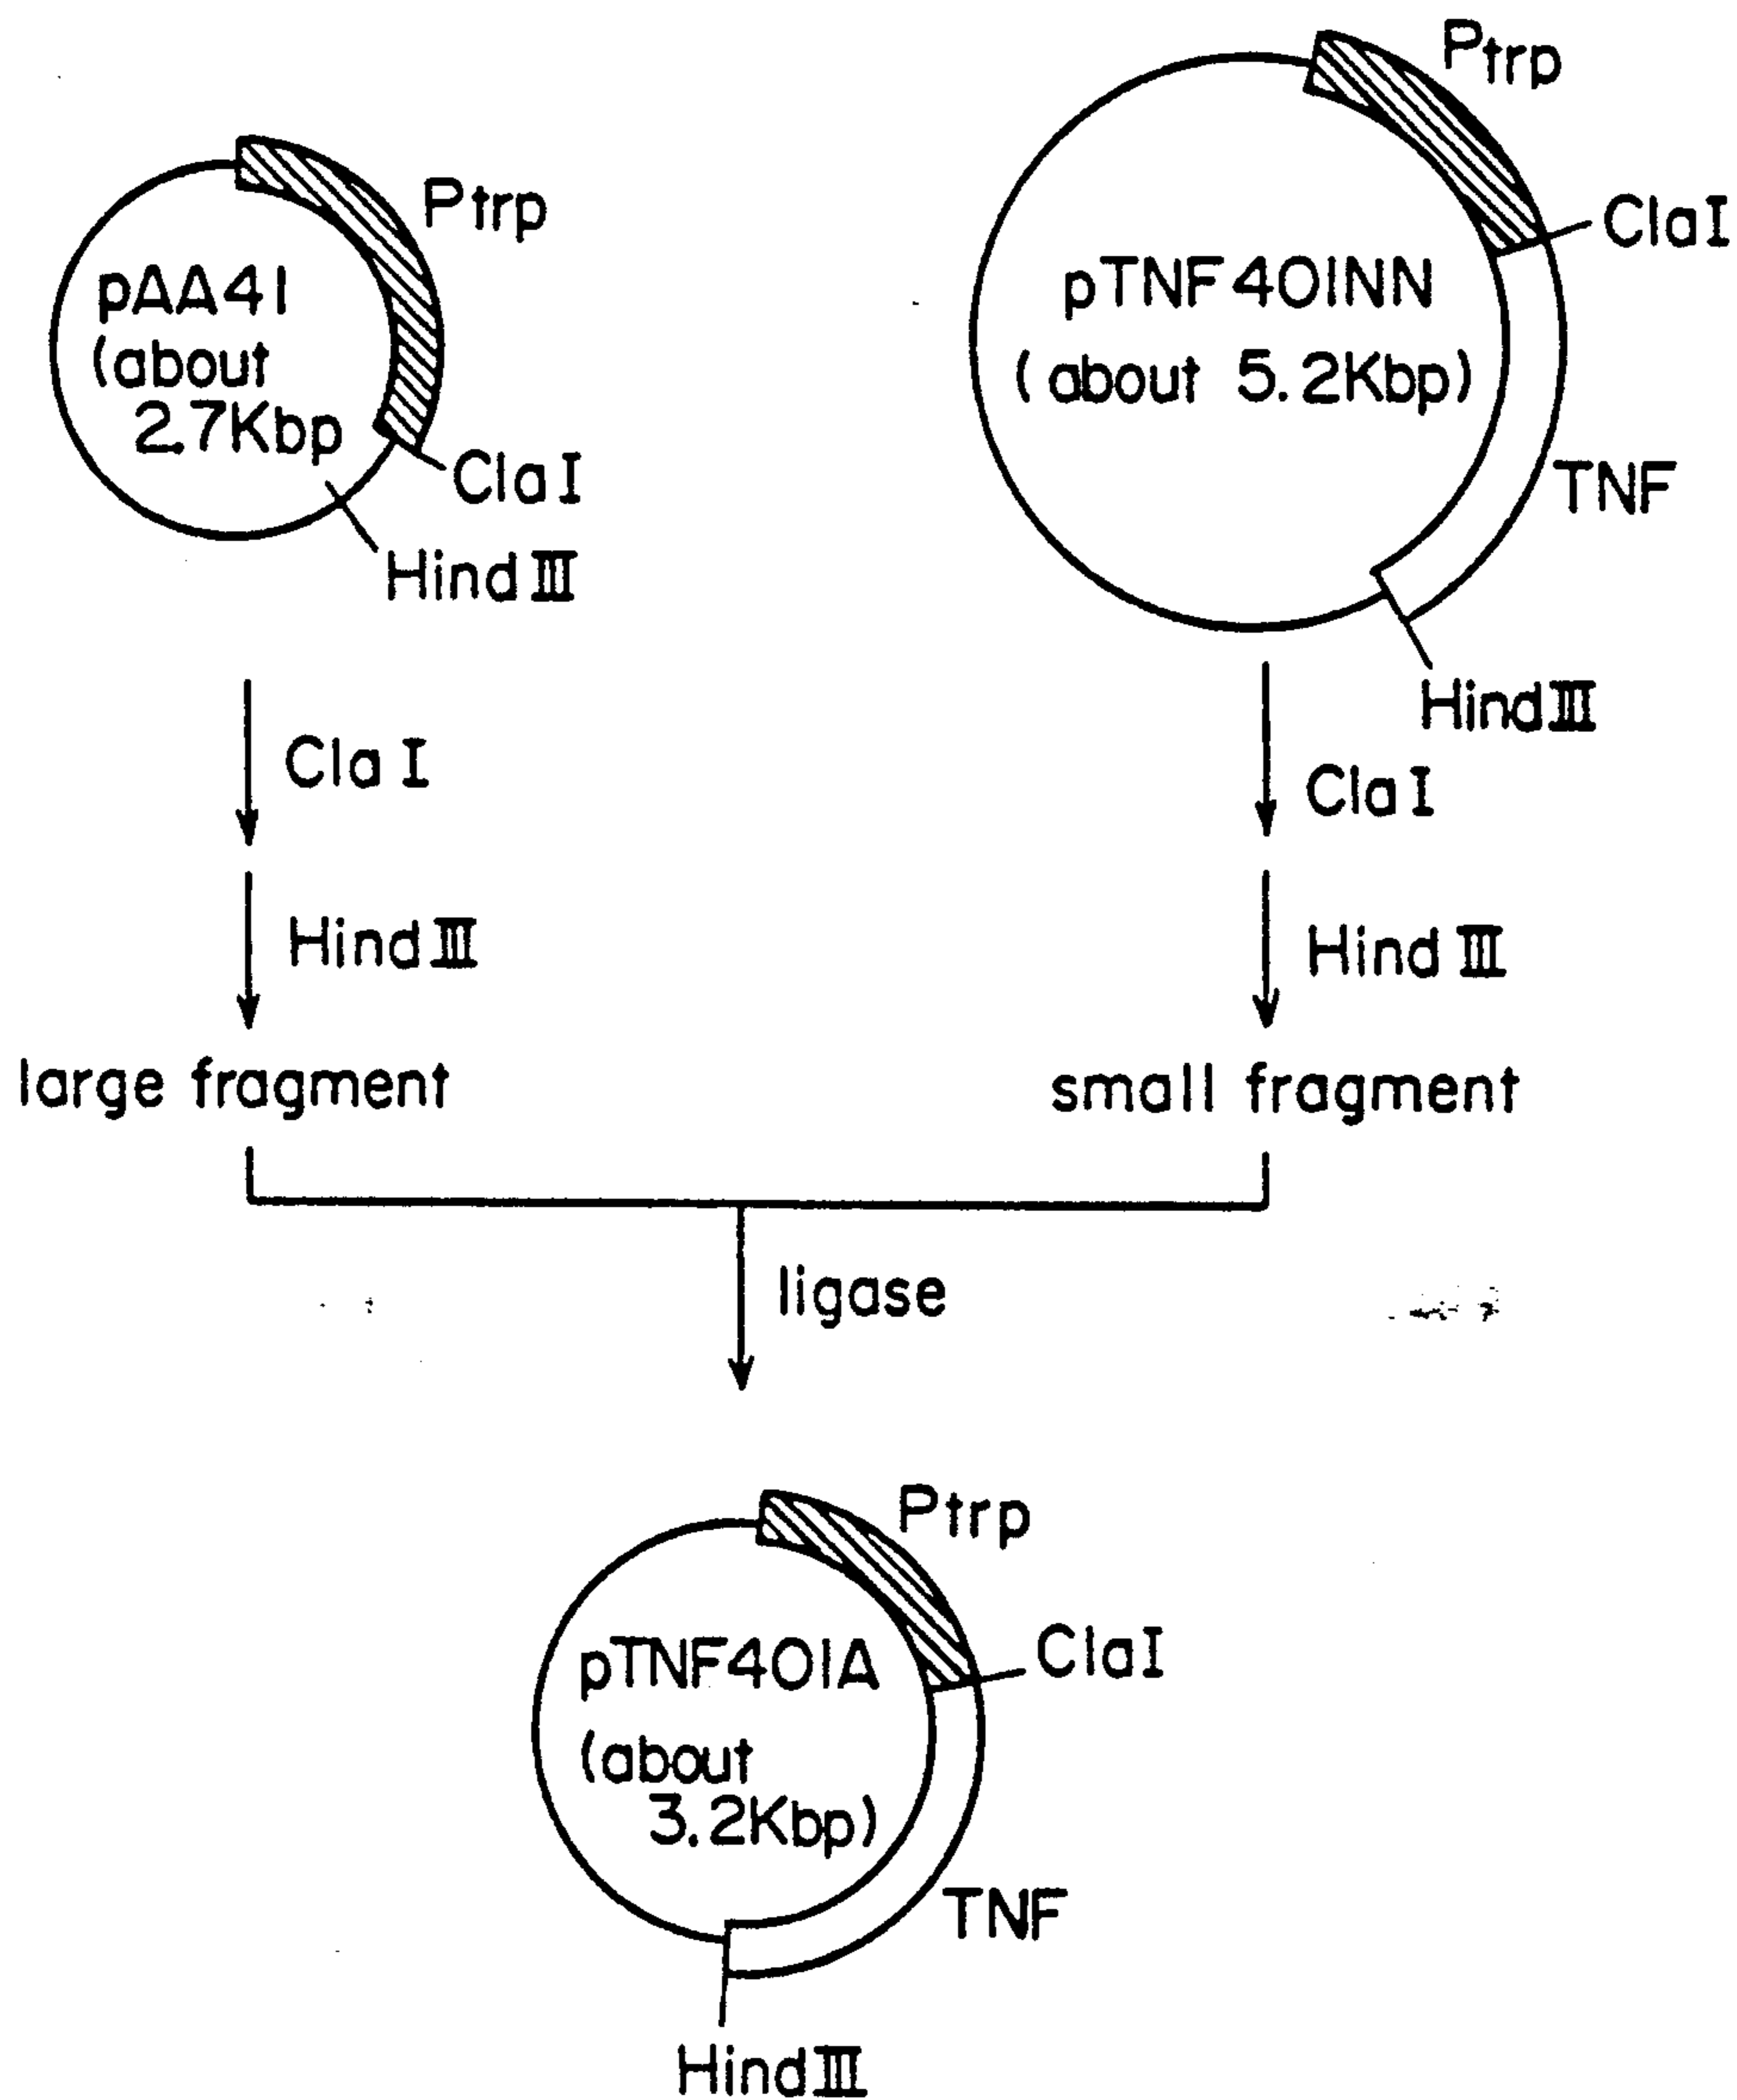 Ptrp
pAA41
(about
2.7Kbp
ClaI
HindIII
Ptrp
ClaI
pTNF401NN
(about 5.2Kbp)
TNF
HindIII
ClaI
HindIII
large fragment
ClaI
HindIII
small fragment
ligase
Ptrp
ClaI
pTNF401A
(about
3.2Kbp)
TNF
HindIII